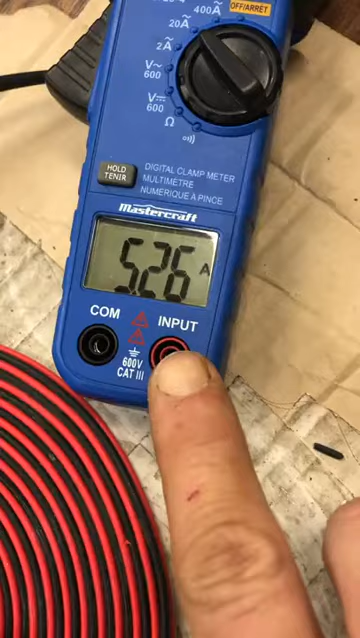 400A~
OFF/ARRÊT
20A~
2A~
V~
600
V⎓
600
Ω
HOLD
TENIR
DIGITAL CLAMP METER
MULTIMÈTRE
NUMÉRIQUE À PINCE
Mastercraft
5.26 A
COM
INPUT
600V
CAT III